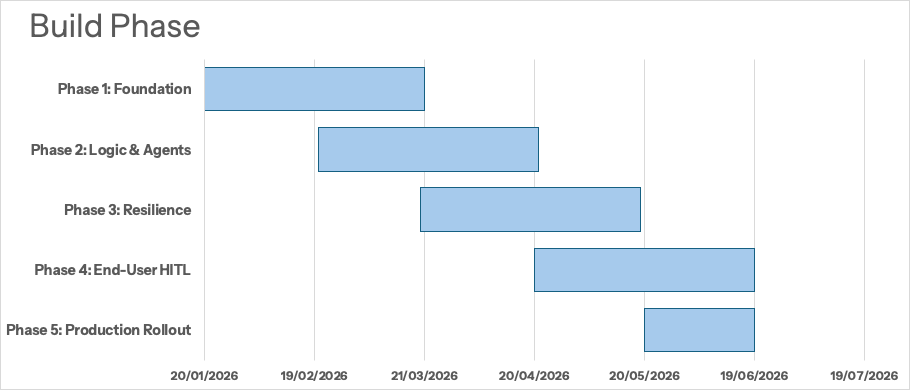 Build Phase
Phase 1: Foundation
Phase 2: Logic & Agents
Phase 3: Resilience
Phase 4: End-User HITL
Phase 5: Production Rollout
20/01/2026 19/02/2026 21/03/2026 20/04/2026 20/05/2026 19/06/2026 19/07/2026